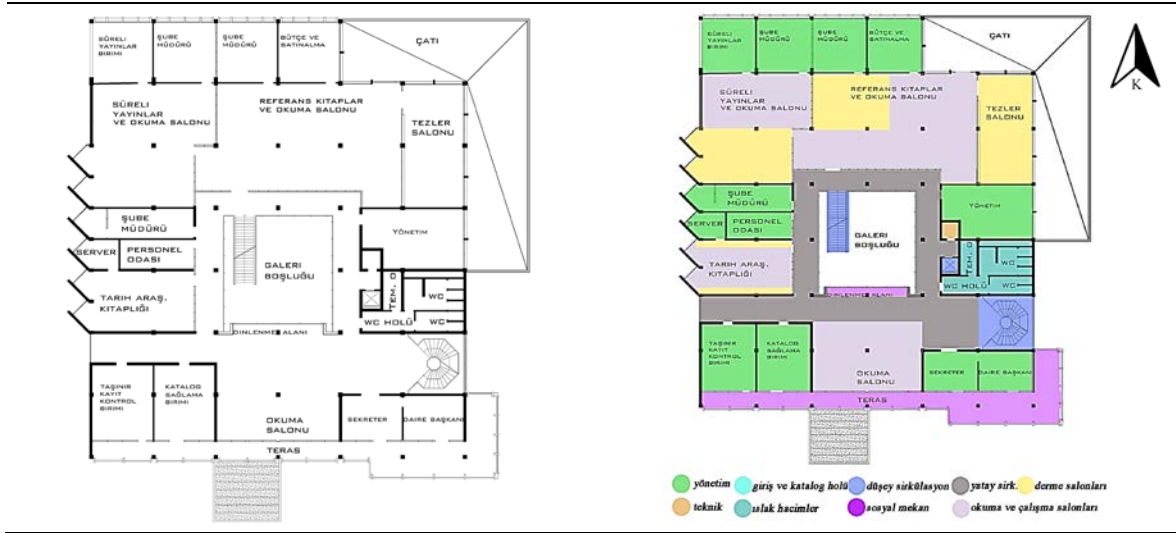 SÜRELİ
YAYINLAR
BİRİMİ
ŞUBE
MÜDÜRÜ
ŞUBE
MÜDÜRÜ
BÜTÇE VE
SATINALMA
ÇATI
SÜRELİ
YAYINLAR
VE OKUMA SALONU
REFERANS KİTAPLAR
VE OKUMA SALONU
TEZLER
SALONU
ŞUBE
MÜDÜRÜ
SERVER
PERSONEL
ODASI
YÖNETİM
GALERİ
BOŞLUĞU
TARİH ARAŞ.
KİTAPLIĞI
TEM. O
WC
WC HOLÜ
WC
DİNLENME ALANI
TAŞINIR
KAYIT
KONTROL
BİRİMİ
KATALOG
SAĞLAMA
BİRİMİ
OKUMA
SALONU
SEKRETER
DAİRE BAŞKANI
TERAS
SÜRELİ
YAYINLAR
BİRİMİ
ŞUBE
MÜDÜRÜ
ŞUBE
MÜDÜRÜ
BÜTÇE VE
SATINALMA
ÇATI
K
SÜRELİ
YAYINLAR
VE OKUMA SALONU
REFERANS KİTAPLAR
VE OKUMA SALONU
TEZLER
SALONU
ŞUBE
MÜDÜRÜ
SERVER
PERSONEL
ODASI
YÖNETİM
GALERİ
BOŞLUĞU
TARİH ARAŞ.
KİTAPLIĞI
TEM. O
WC
WC HOLÜ
WC
DİNLENME ALANI
TAŞINIR
KAYIT
KONTROL
BİRİMİ
KATALOG
SAĞLAMA
BİRİMİ
OKUMA
SALONU
SEKRETER
DAİRE BAŞKANI
TERAS
yönetim giriş ve katalog holü düşey sirkülasyon yatay sirk. derme salonları
teknik ıslak hacimler sosyal mekan okuma ve çalışma salonları